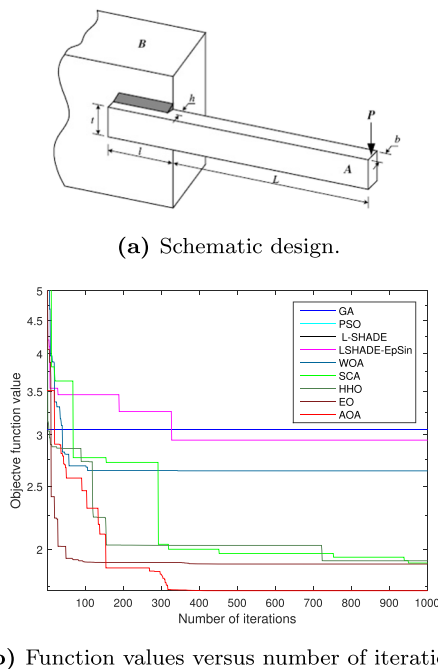 B
h
t
P
b
l
A
L
(a) Schematic design.
5
4.5
4
3.5
3
2.5
2
Objectve function value
GA
PSO
L-SHADE
LSHADE-EpSin
WOA
SCA
HHO
EO
AOA
100 200 300 400 500 600 700 800 900 1000
Number of iterations
) Function values versus number of iterati